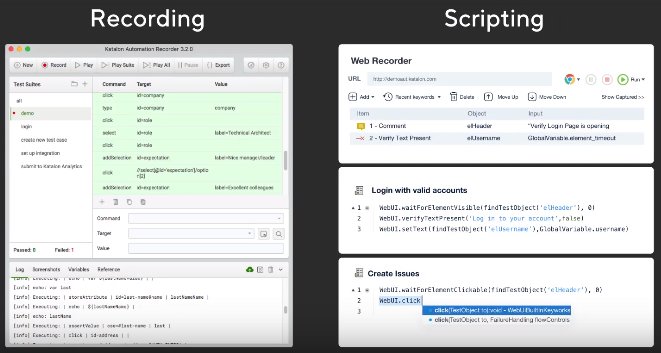 Recording
Scripting
Katalon Automation Recorder 3.2.0
New Record Play Play Suite Play All Pause Export
Test Suites
all
demo
login
create new test case
set up integration
submit to Katalon Analytics
Passed: 0 Failed: 1
Command Target Value
click id=company
type id=company company
click id=role
select id=role label=Technical Architect
click id=role
addSelection id=expectation label=Nice manager/leader
click //select[@id='expectation']/optio
n[2]
addSelection id=expectation label=Excellent colleagues
Command
Target
Value
Log Screenshots Variables Reference
[info] echo: var last
[info] Executing: | storeAttribute | id=last-name@name | lastNameName |
[info] Executing: | echo | ${lastNameName} |
[info] echo: lastName
[info] Executing: | assertValue | css=#last-name | last |
[info] Executing: | click | id=address | |
Web Recorder
URL http://demoaut.katalon.com Run
Add Recent keywords Delete Move Up Move Down Show Captured >>
Item Object Input
1 - Comment elHeader "Verify Login Page is opening
2 - Verify Text Present elUsername GlobalVariable.element_timeout
Login with valid accounts
1 WebUI.waitForElementVisible(findTestObject('elHeader'), 0)
2 WebUI.verifyTextPresent('Log in to your account',false)
3 WebUI.setText(findTestObject('elUsername'),GlobalVariable.username)
Create Issues
1 WebUI.waitForElementClickable(findTestObject('elHeader'), 0)
2 WebUI.click
3 click(TestObject to):void - WebUiBuiltInKeyworks
click(TestObject to, FailureHandling flowControls